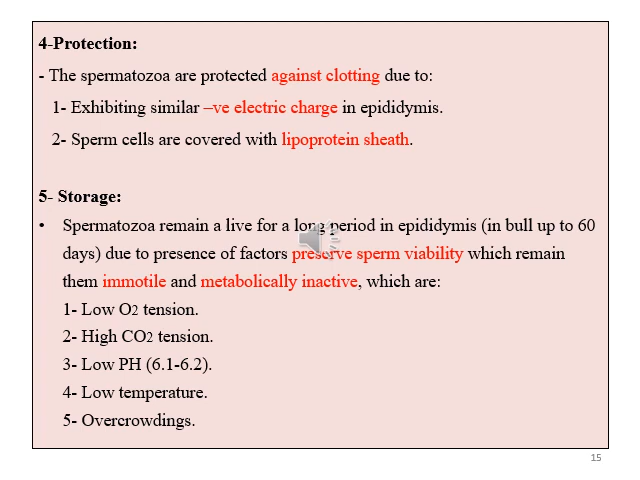 4-Protection:
- The spermatozoa are protected against clotting due to:
1- Exhibiting similar –ve electric charge in epididymis.
2- Sperm cells are covered with lipoprotein sheath.
5- Storage:
• Spermatozoa remain a live for a long period in epididymis (in bull up to 60
days) due to presence of factors preserve sperm viability which remain
them immotile and metabolically inactive, which are:
1- Low O2 tension.
2- High CO2 tension.
3- Low PH (6.1-6.2).
4- Low temperature.
5- Overcrowdings.
15